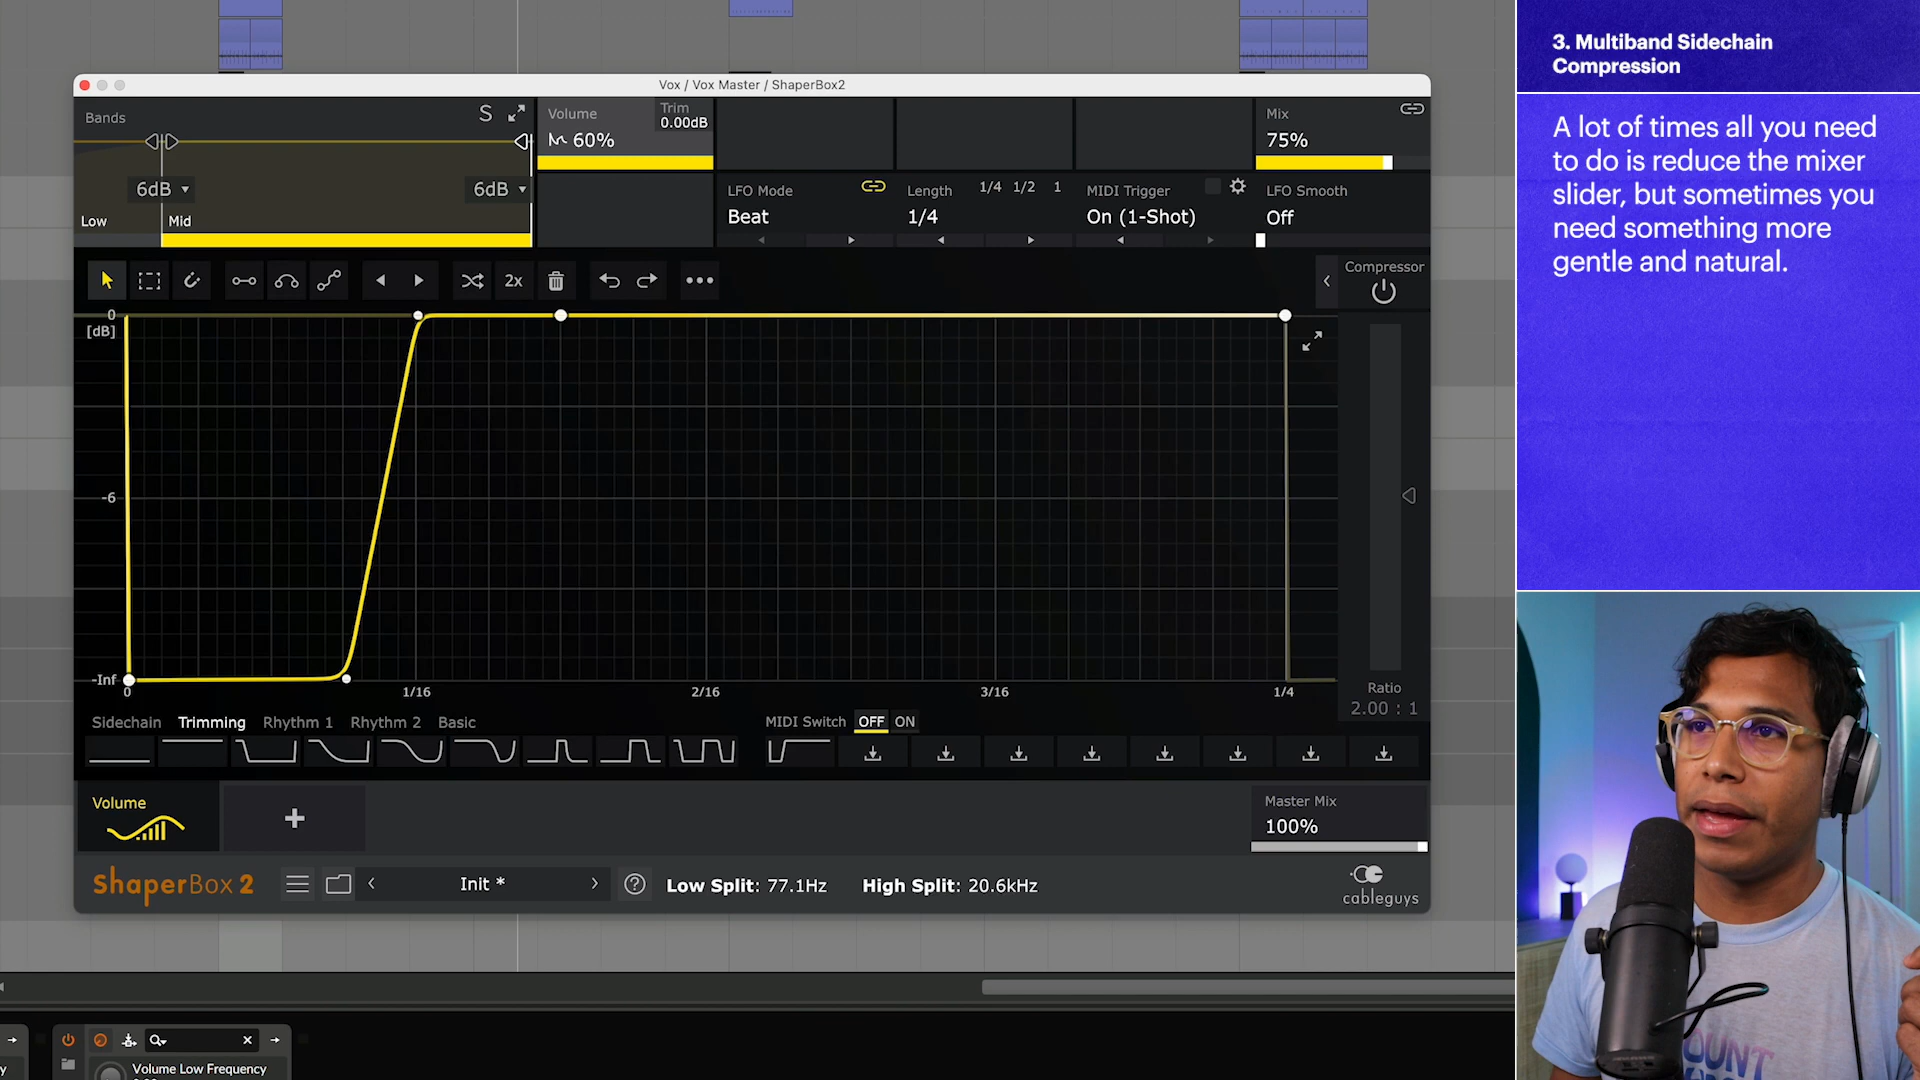 Vox / Vox Master / ShaperBox2
Bands
S
Volume
60%
Trim
0.00dB
Mix
75%
6dB
6dB
Low
Mid
LFO Mode
Beat
Length
1/4 1/2 1
1/4
MIDI Trigger
On (1-Shot)
LFO Smooth
Off
2x
Compressor
0
[dB]
-6
-Inf
0
1/16
2/16
3/16
1/4
Ratio
2.00 : 1
Sidechain Trimming Rhythm 1 Rhythm 2 Basic
MIDI Switch OFF ON
Volume
+
Master Mix
100%
ShaperBox 2
Init *
Low Split: 77.1Hz
High Split: 20.6kHz
cableguys
Volume Low Frequency
3. Multiband Sidechain
Compression
A lot of times all you need
to do is reduce the mixer
slider, but sometimes you
need something more
gentle and natural.